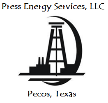 Press Energy Services, LLC
Pecos, Texas